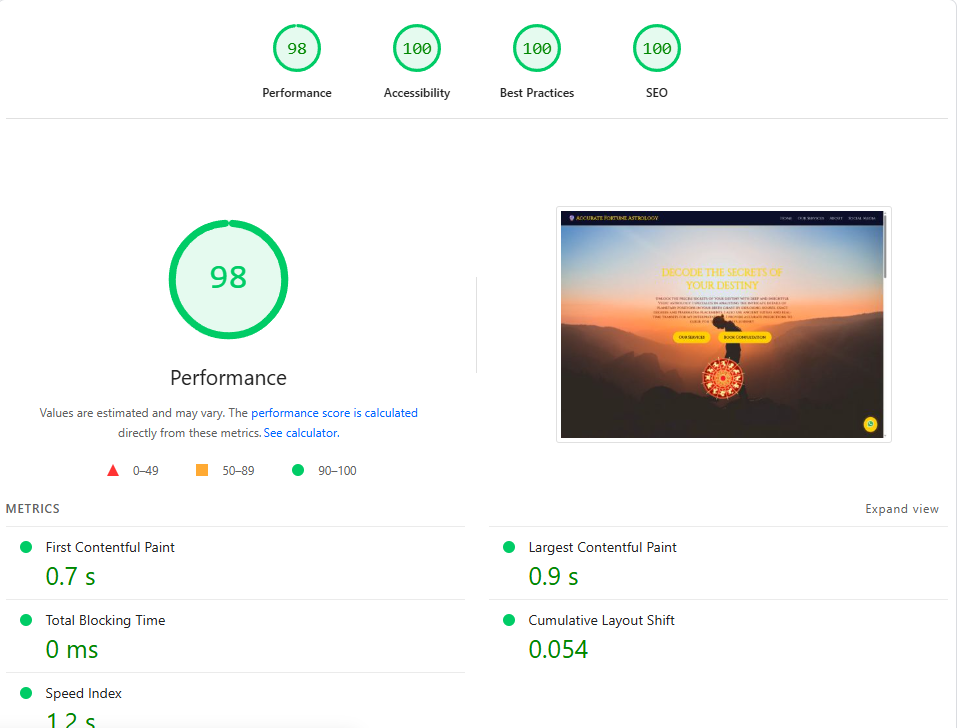 98
100
100
100
Performance
Accessibility
Best Practices
SEO
98
Performance
Values are estimated and may vary. The performance score is calculated
directly from these metrics. See calculator.
0–49
50–89
90–100
ACCURATE FORTUNE ASTROLOGY
HOME OUR SERVICES ABOUT SOCIAL MEDIA
DECODE THE SECRETS OF
YOUR DESTINY
OUR SERVICES
BOOK CONSULTATION
METRICS
Expand view
First Contentful Paint
0.7 s
Largest Contentful Paint
0.9 s
Total Blocking Time
0 ms
Cumulative Layout Shift
0.054
Speed Index
1.2 s